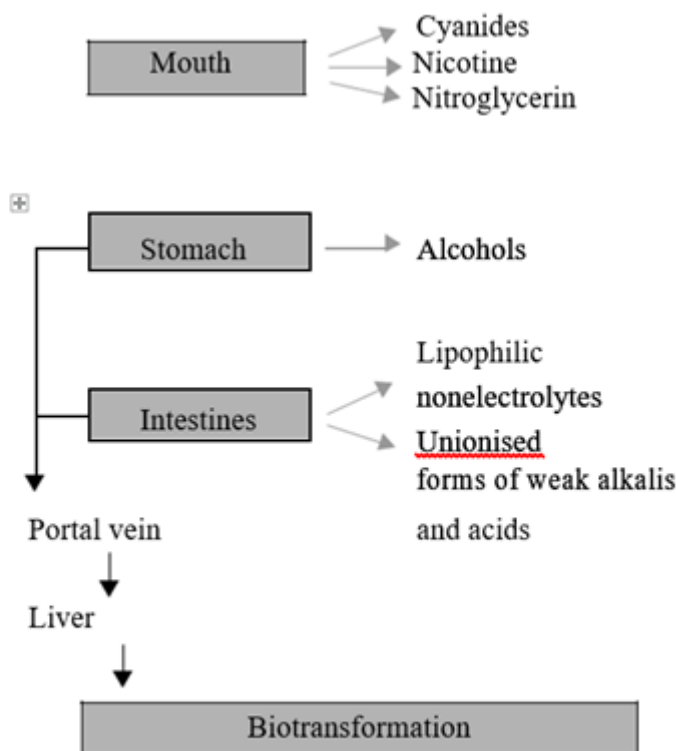 Mouth
Cyanides
Nicotine
Nitroglycerin
Stomach
Alcohols
Intestines
Lipophilic
nonelectrolytes
Unionised
forms of weak alkalis
and acids
Portal vein
Liver
Biotransformation